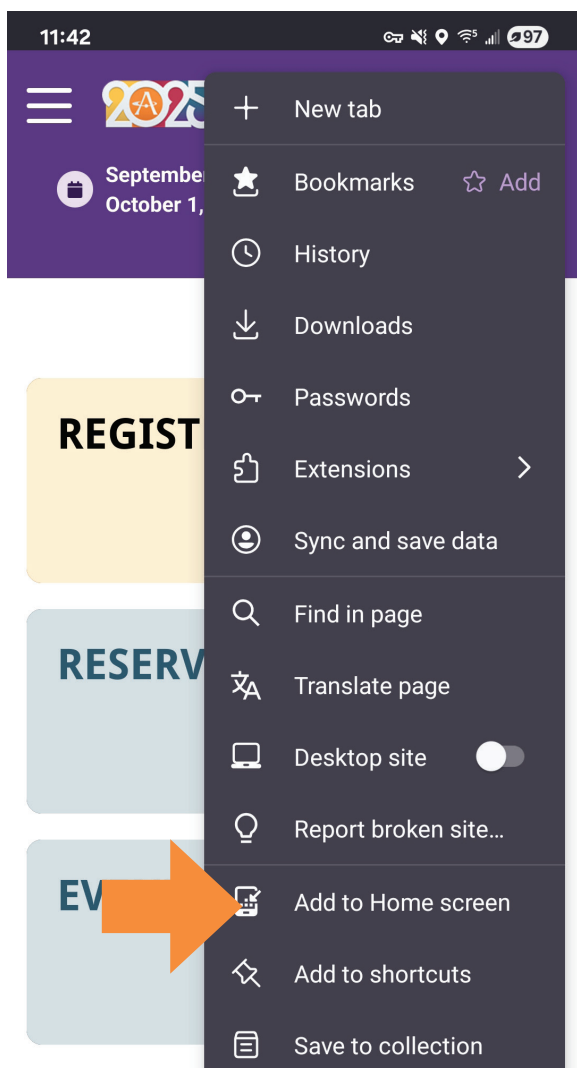 11:42
5
97
2025
September
October 1,
New tab
Bookmarks
Add
History
Downloads
REGIST
Passwords
Extensions
Sync and save data
Find in page
RESERV
Translate page
Desktop site
Report broken site...
EV
Add to Home screen
Add to shortcuts
Save to collection